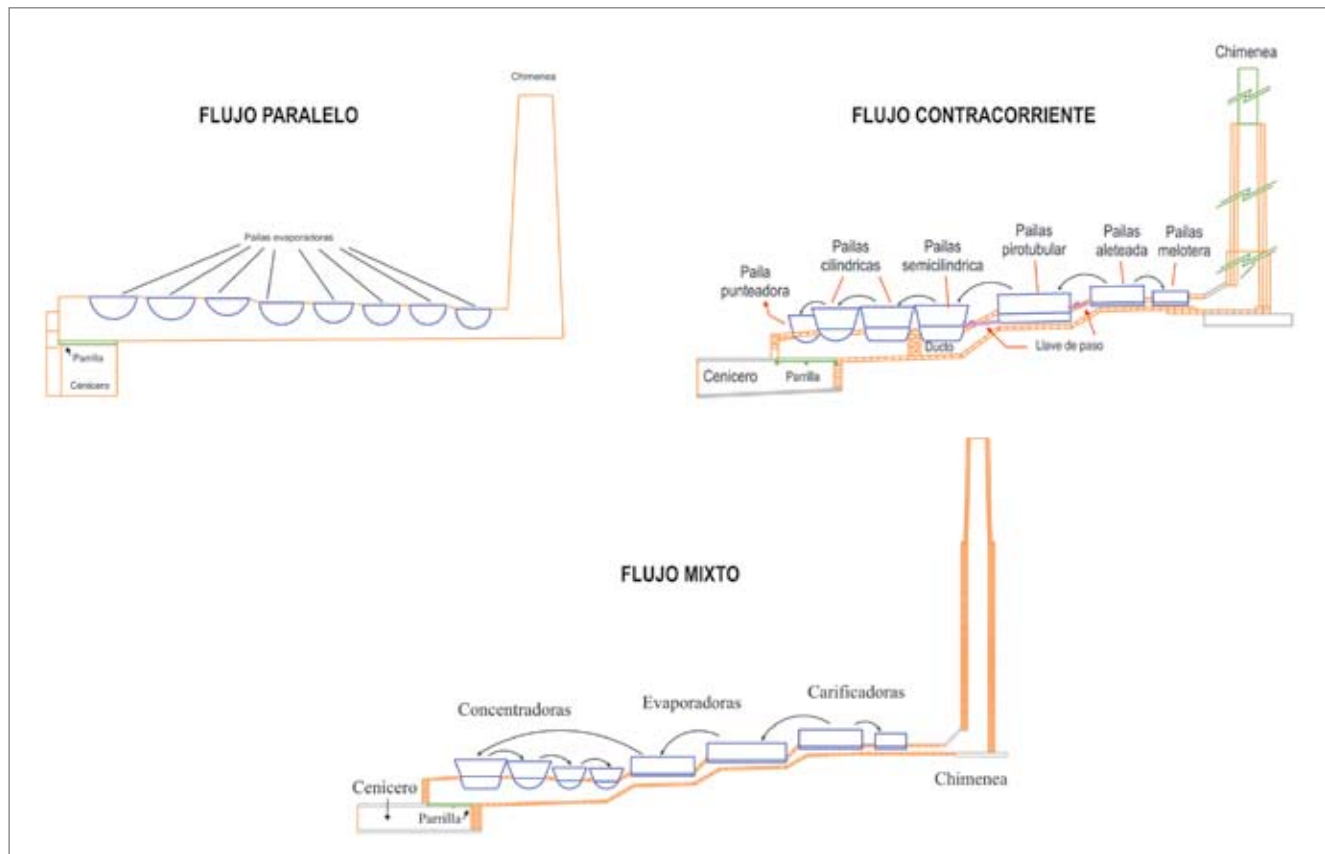 FLUJO PARALELO
Chimenea
Pailas evaporadoras
Parrilla
Cenicero
FLUJO CONTRACORRIENTE
Chimenea
Paila
punteadora
Pailas
cilíndricas
Pailas
semicilíndrica
Pailas
pirotubular
Pailas
aleteada
Pailas
melotera
Ducto
Llave de paso
Cenicero
Parrilla
FLUJO MIXTO
Concentradoras
Evaporadoras
Carificadoras
Cenicero
Parrilla
Chimenea